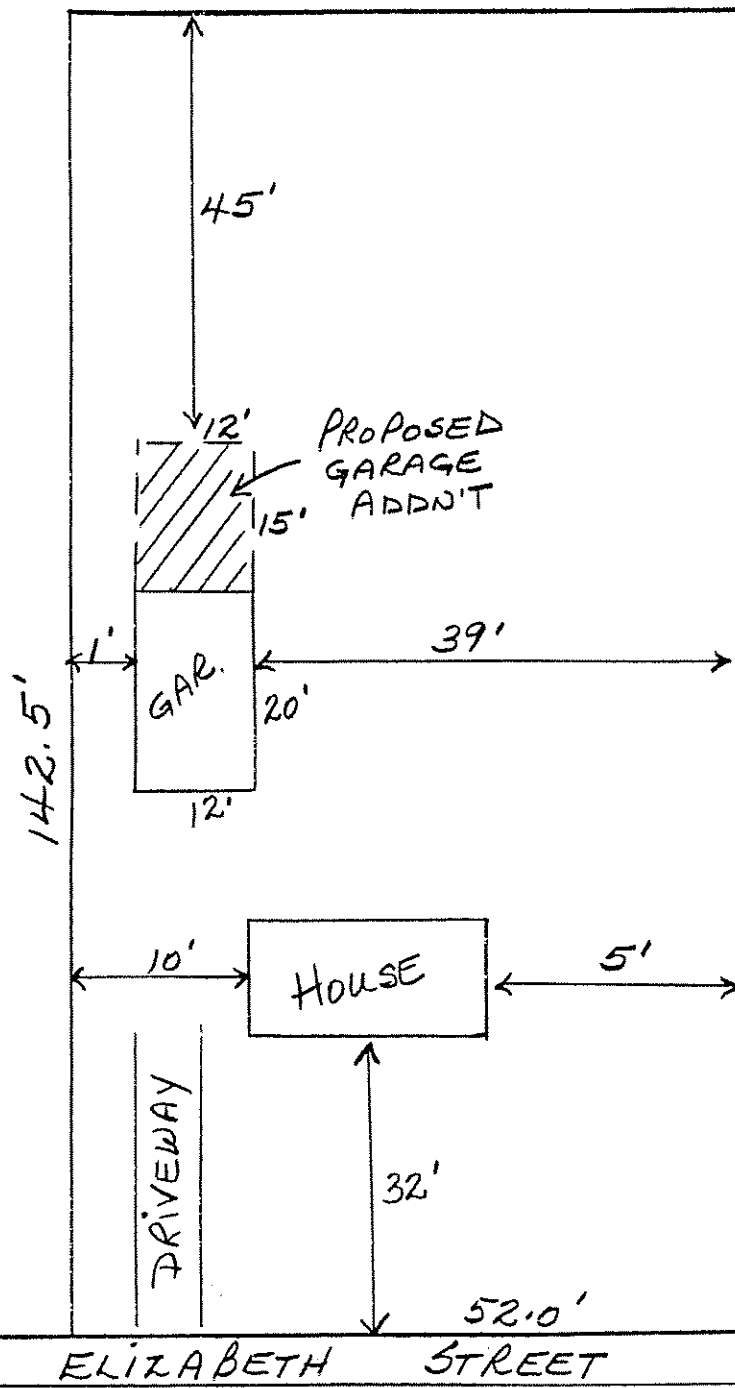 45'
12'
PROPOSED
GARAGE
ADDN'T
15'
1'
39'
GAR.
20'
142.5'
12'
10'
HOUSE
5'
DRIVEWAY
32'
52.0'
ELIZABETH STREET